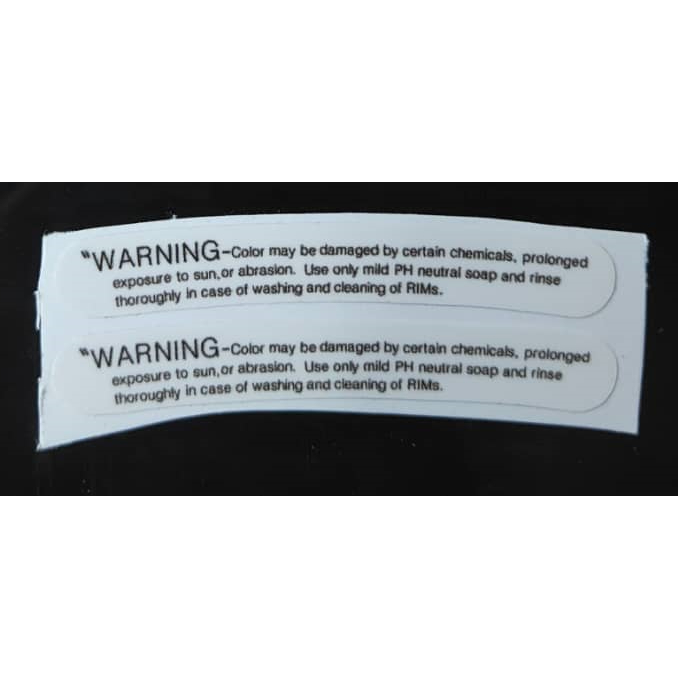 "WARNING-Color may be damaged by certain chemicals, prolonged
exposure to sun,or abrasion. Use only mild PH neutral soap and rinse
thoroughly in case of washing and cleaning of RIMs.
"WARNING-Color may be damaged by certain chemicals, prolonged
exposure to sun,or abrasion. Use only mild PH neutral soap and rinse
thoroughly in case of washing and cleaning of RIMs.